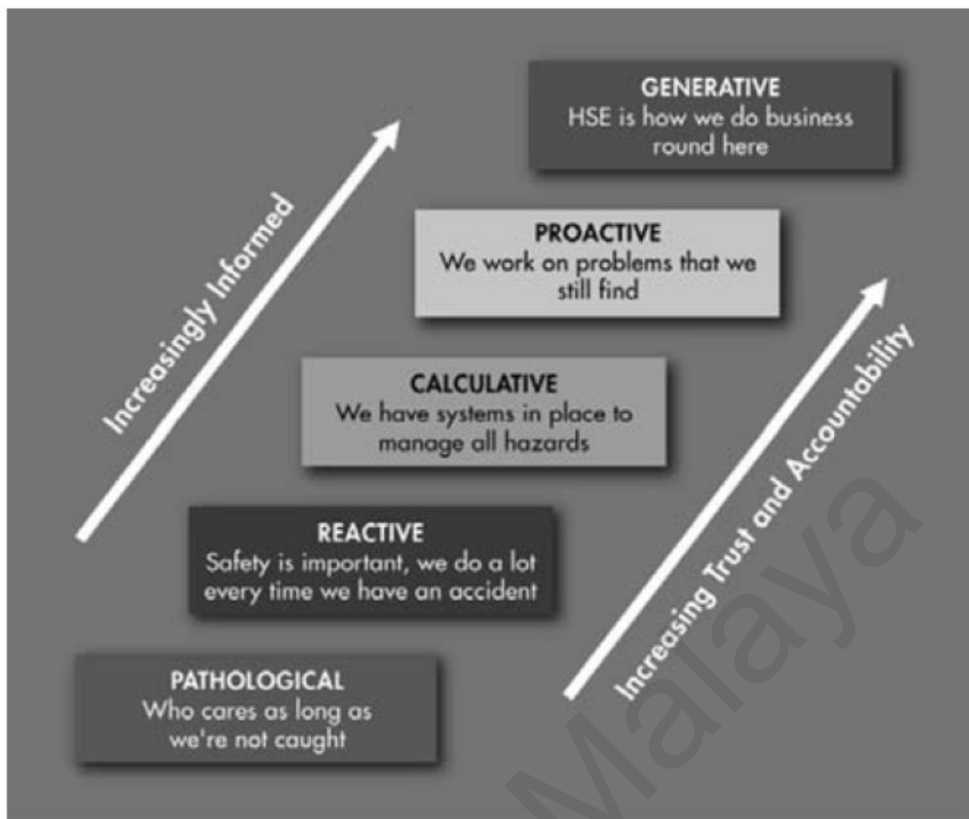 GENERATIVE
HSE is how we do business
round here
Increasingly Informed
PROACTIVE
We work on problems that we
still find
CALCULATIVE
We have systems in place to
manage all hazards
Increasing Trust and Accountability
REACTIVE
Safety is important, we do a lot
every time we have an accident
PATHOLOGICAL
Who cares as long as
we're not caught
Malaya